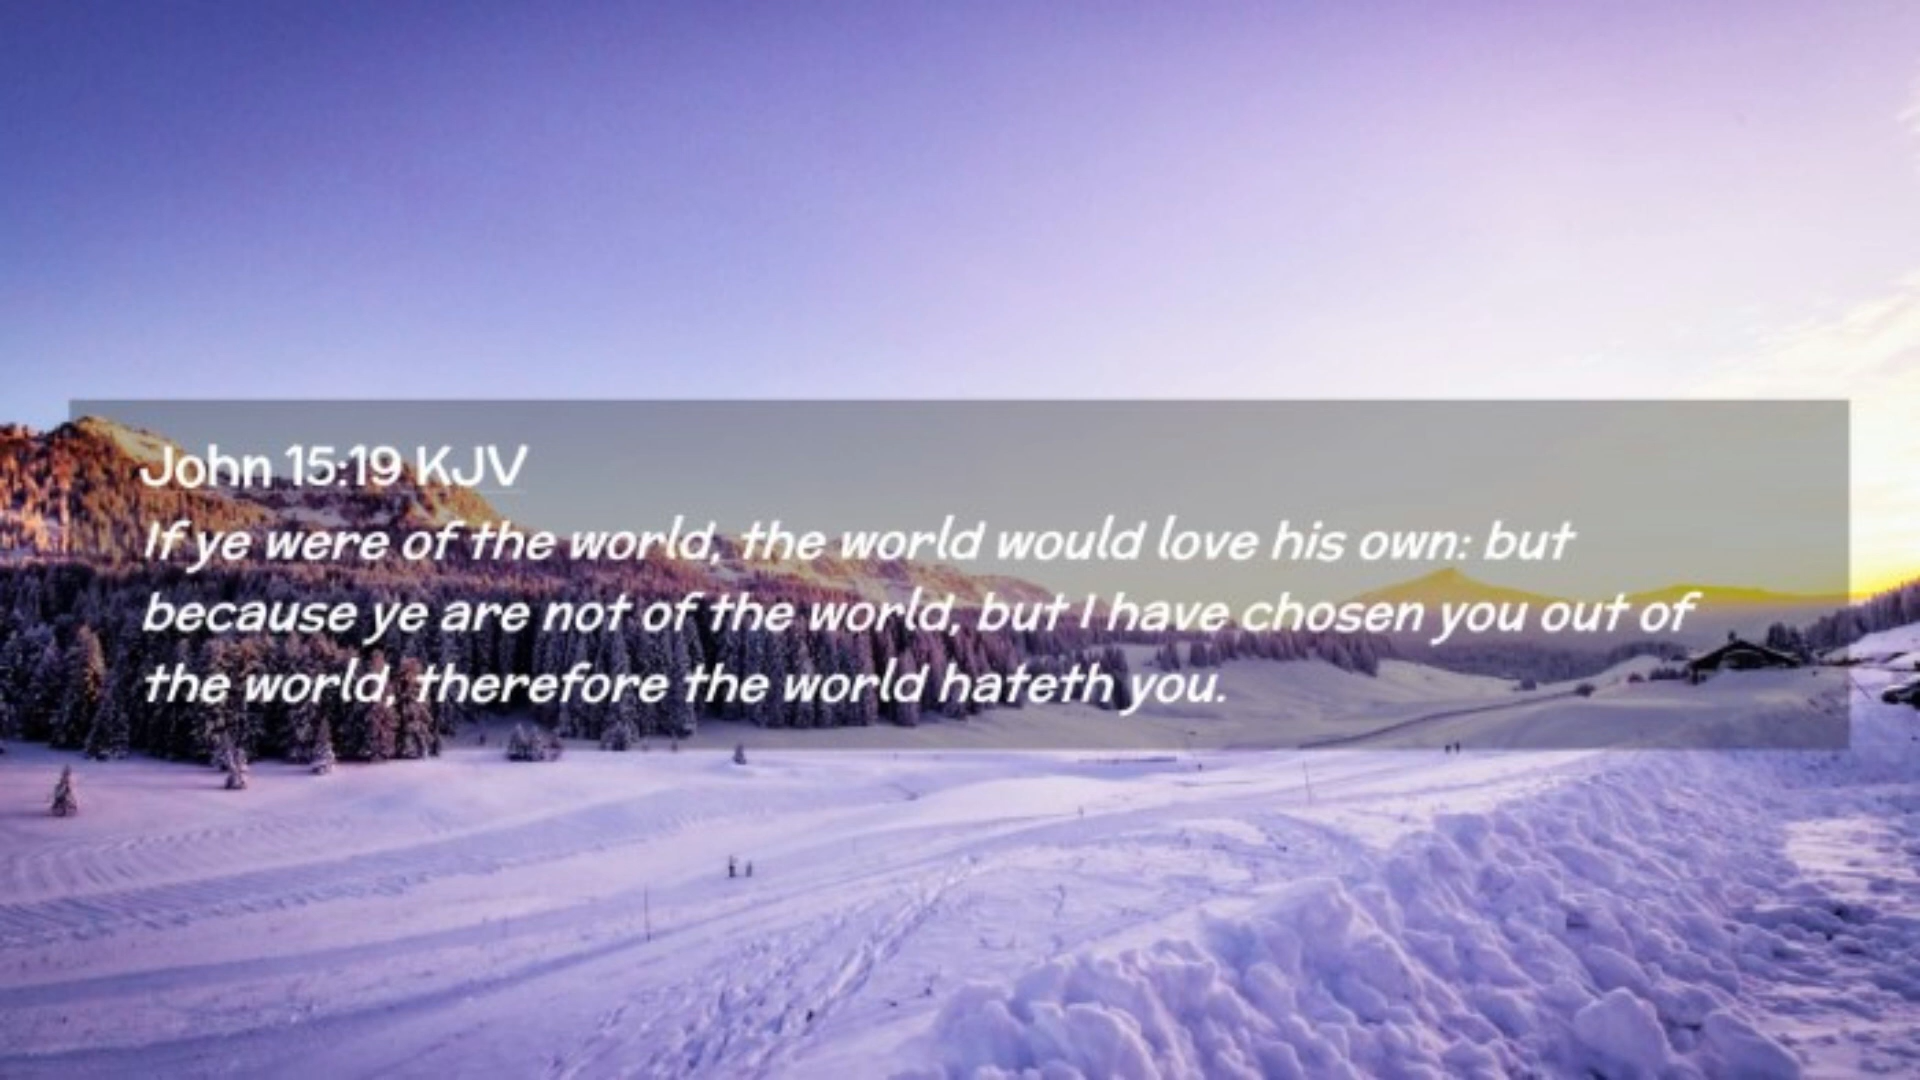 John 15:19 KJV
If ye were of the world, the world would love his own: but
because ye are not of the world, but I have chosen you out of
the world, therefore the world hateth you.